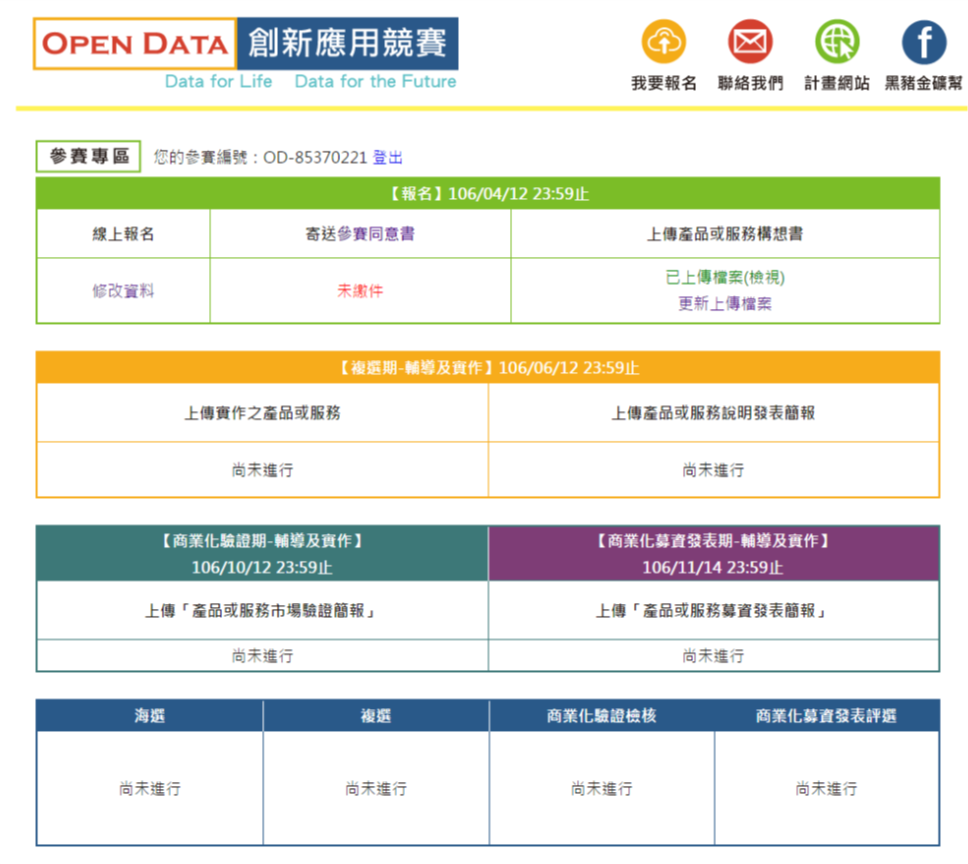 OPEN DATA 創新應用競賽
Data for Life Data for the Future
我要報名 聯絡我們 計畫網站 黑豬金礦幫
參賽專區 您的參賽編號：OD-85370221 登出
【報名】106/04/12 23:59止
線上報名 寄送參賽同意書 上傳產品或服務構想書
修改資料 未繳件 已上傳檔案(檢視)
更新上傳檔案
【複選期-輔導及實作】106/06/12 23:59止
上傳實作之產品或服務 上傳產品或服務說明發表簡報
尚未進行 尚未進行
【商業化驗證期-輔導及實作】 【商業化募資發表期-輔導及實作】
106/10/12 23:59止 106/11/14 23:59止
上傳「產品或服務市場驗證簡報」 上傳「產品或服務募資發表簡報」
尚未進行 尚未進行
海選 複選 商業化驗證檢核 商業化募資發表評選
尚未進行 尚未進行 尚未進行 尚未進行